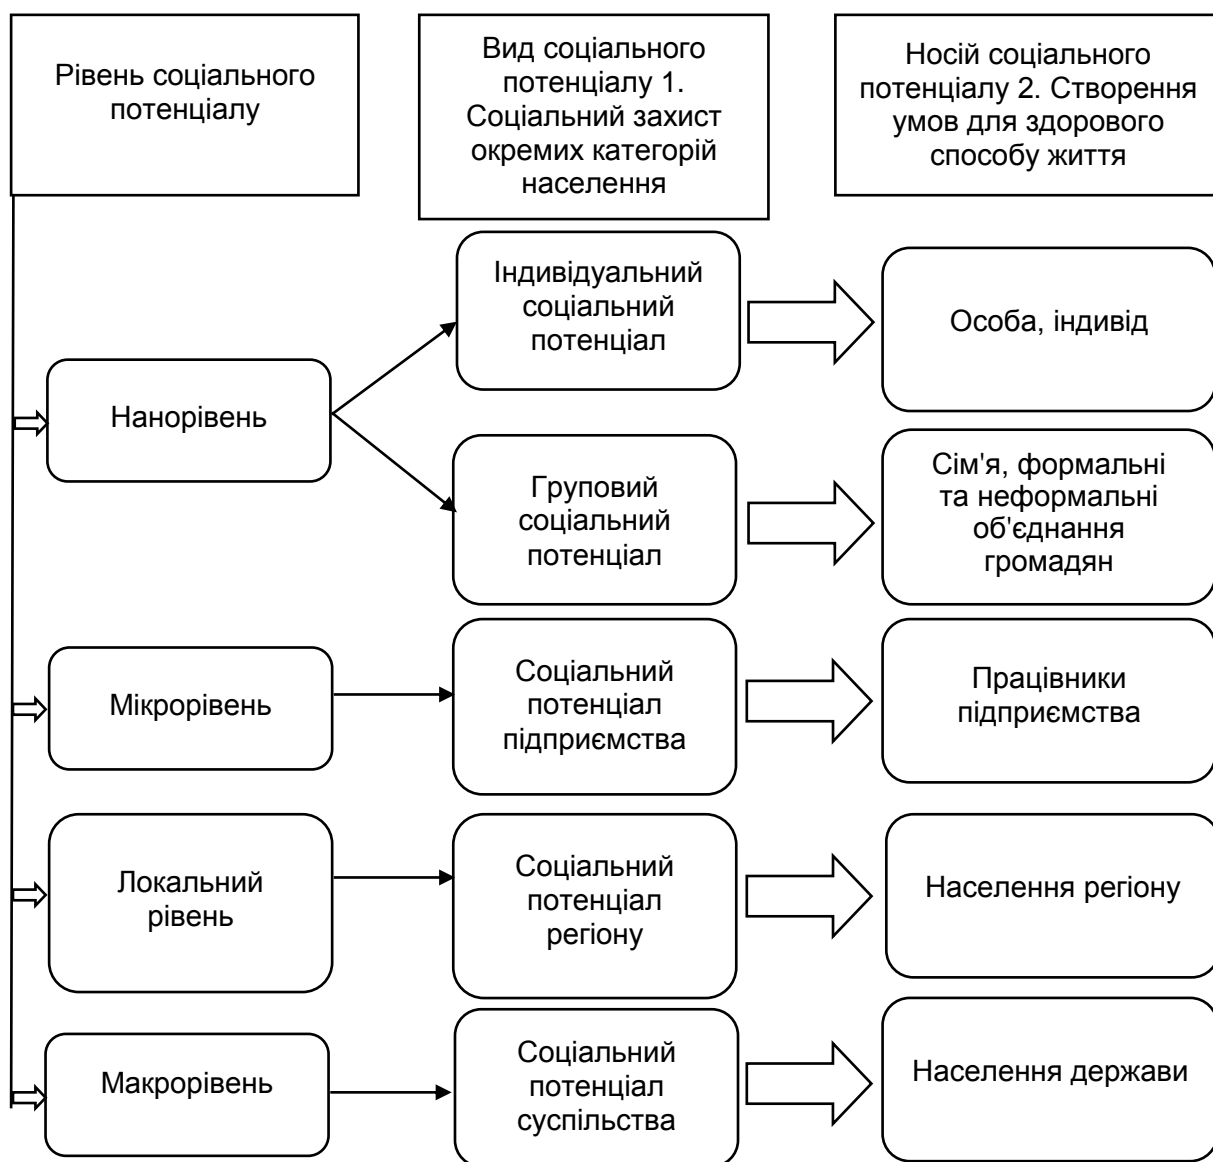 Рівень соціального
потенціалу
Вид соціального
потенціалу 1.
Соціальний захист
окремих категорій
населення
Носій соціального
потенціалу 2. Створення
умов для здорового
способу життя
Нанорівень
Індивідуальний
соціальний
потенціал
Особа, індивід
Груповий
соціальний
потенціал
Сім'я, формальні
та неформальні
об'єднання
громадян
Мікрорівень
Соціальний
потенціал
підприємства
Працівники
підприємства
Локальний
рівень
Соціальний
потенціал
регіону
Населення регіону
Макрорівень
Соціальний
потенціал
суспільства
Населення держави